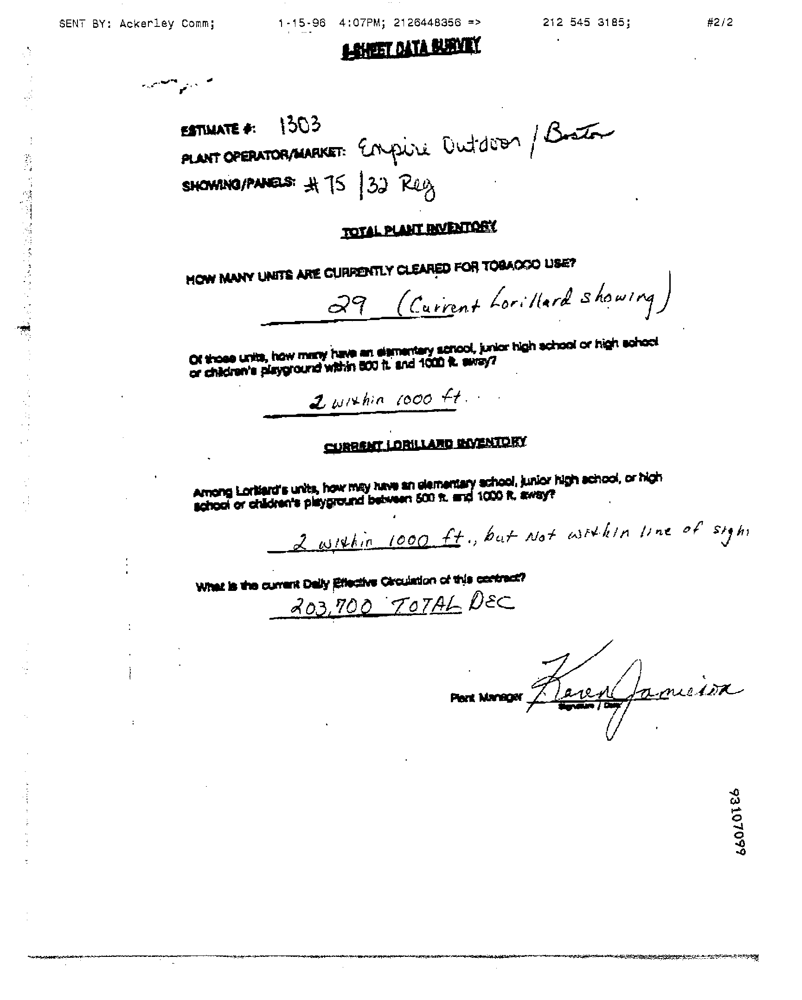 SENT BY: Ackerley Comm; 1-15-96 4:07PM; 2126448356 => 212 545 3185; #2/2
8-SHEET DATA SURVEY
ESTIMATE #: 1303
PLANT OPERATOR/MARKET: Empire Outdoor / Boston
SHOWING/PANELS: #75 | 32 Reg
TOTAL PLANT INVENTORY
HOW MANY UNITS ARE CURRENTLY CLEARED FOR TOBACCO USE?
29 (Current Lorillard showing)
Of those units, how many have an elementary school, junior high school or high school
or children's playground within 500 ft. and 1000 ft. away?
2 within 1000 ft.
CURRENT LORILLARD INVENTORY
Among Lorillard's units, how may have an elementary school, junior high school, or high
school or children's playground between 500 ft. and 1000 ft. away?
2 within 1000 ft., but Not within line of sigh
What is the current Daily Effective Circulation of this contract?
203,700 TOTAL DEC
Plant Manager Karen Jamieson
Signature / Date
93107099